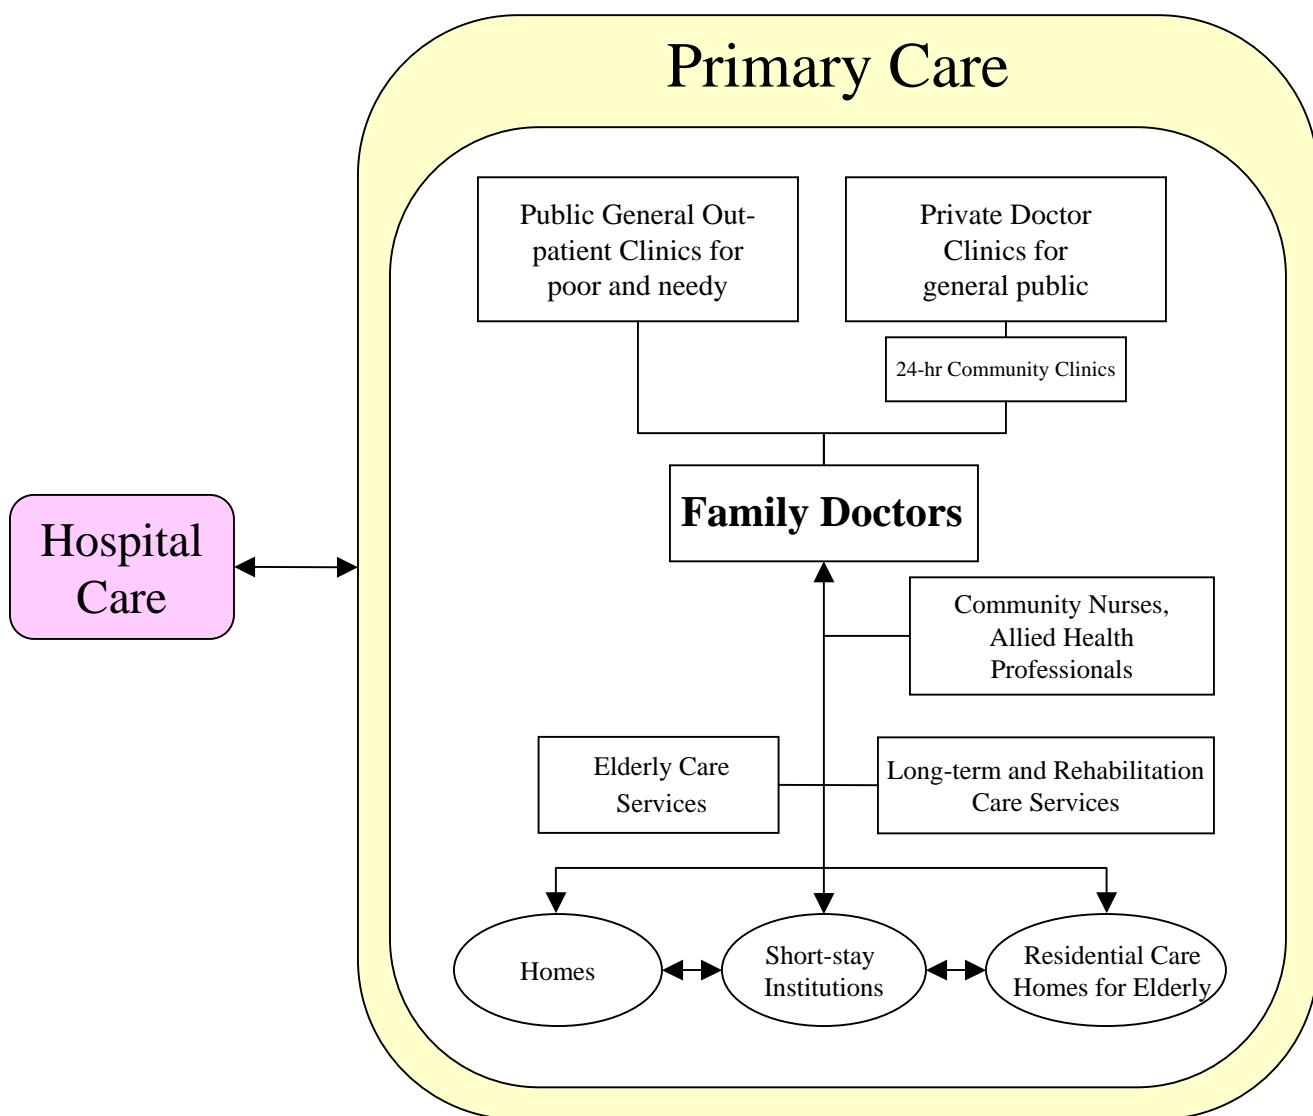 Primary Care
Public General Out-
patient Clinics for
poor and needy
Private Doctor
Clinics for
general public
24-hr Community Clinics
Family Doctors
Hospital
Care
Community Nurses,
Allied Health
Professionals
Elderly Care
Services
Long-term and Rehabilitation
Care Services
Homes
Short-stay
Institutions
Residential Care
Homes for Elderly